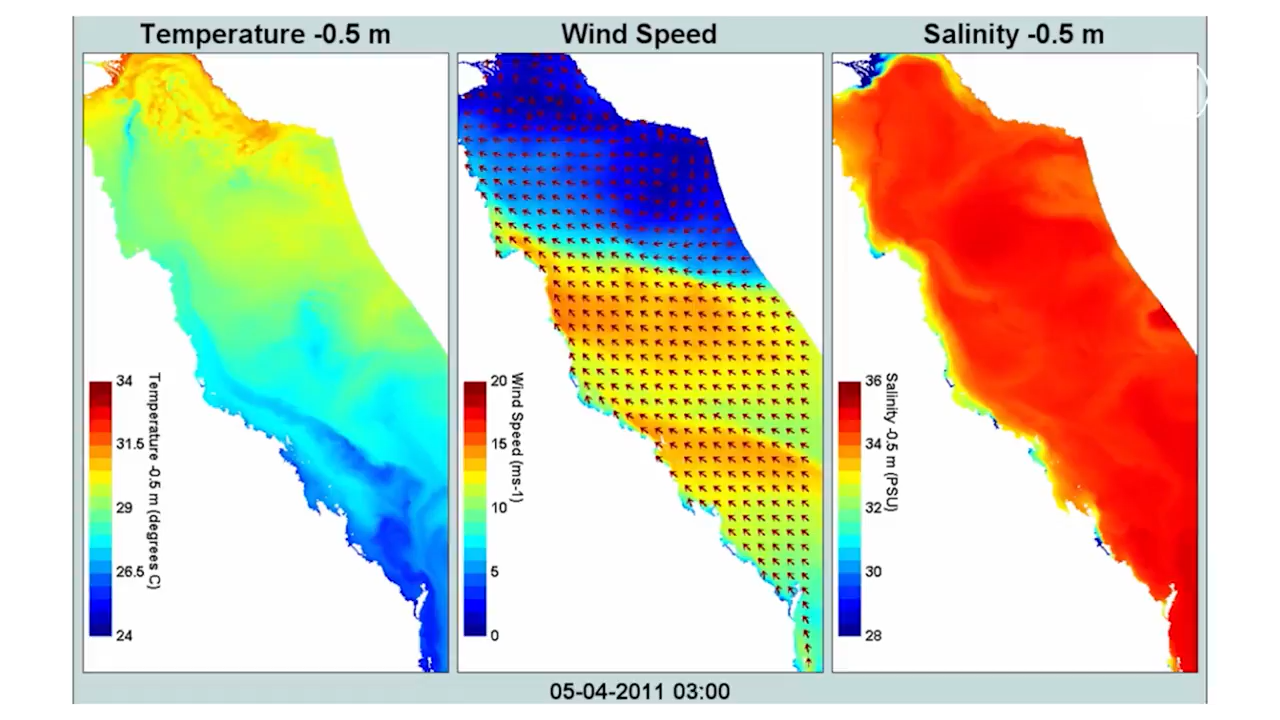 Temperature -0.5 m
Wind Speed
Salinity -0.5 m
34
31.5
29
26.5
24
Temperature -0.5 m (degrees C)
20
15
10
5
0
Wind Speed (ms-1)
36
34
32
30
28
Salinity -0.5 m (PSU)
05-04-2011 03:00